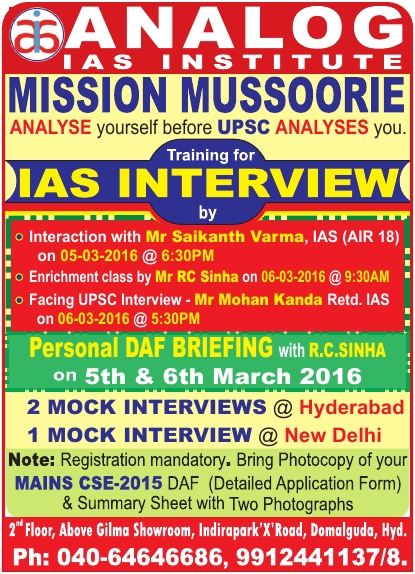 ais
ANALOG
IAS INSTITUTE
MISSION MUSSOORIE
ANALYSE yourself before UPSC ANALYSES you.
Training for
IAS INTERVIEW
by
Interaction with Mr Saikanth Varma, IAS (AIR 18)
on 05-03-2016 @ 6:30PM
Enrichment class by Mr RC Sinha on 06-03-2016 @ 9:30AM
Facing UPSC Interview - Mr Mohan Kanda Retd. IAS
on 06-03-2016 @ 5:30PM
Personal DAF BRIEFING with R.C.SINHA
on 5th & 6th March 2016
2 MOCK INTERVIEWS @ Hyderabad
1 MOCK INTERVIEW @ New Delhi
Note: Registration mandatory. Bring Photocopy of your
MAINS CSE-2015 DAF (Detailed Application Form)
& Summary Sheet with Two Photographs
2nd Floor, Above Gilma Showroom, Indirapark'X'Road, Domalguda, Hyd.
Ph: 040-64646686, 9912441137/8.